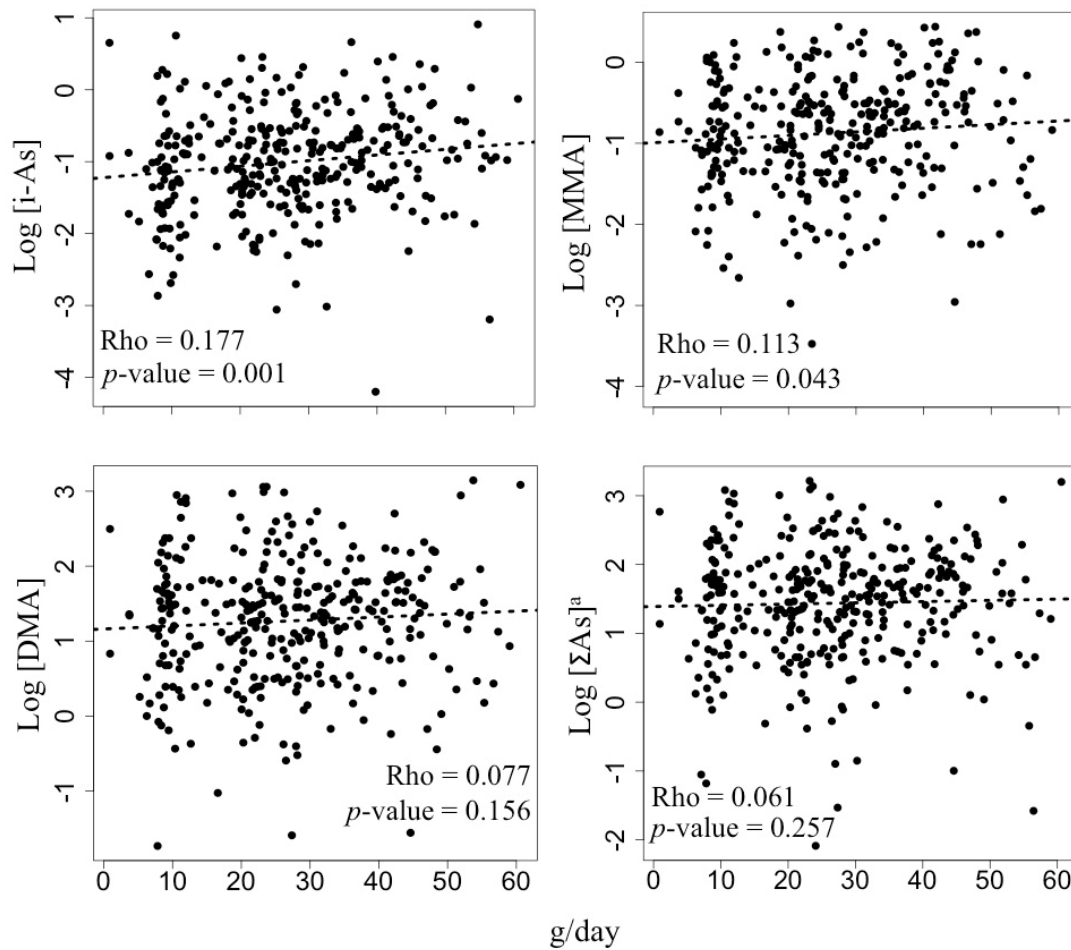 Log [i-As]
1
0
-1
-2
-3
-4
Rho = 0.177
p-value = 0.001
Log [MMA]
0
-1
-2
-3
-4
Rho = 0.113
p-value = 0.043
Log [DMA]
3
2
1
0
-1
Rho = 0.077
p-value = 0.156
0 10 20 30 40 50 60
Log [ΣAs]ᵃ
3
2
1
0
-1
-2
Rho = 0.061
p-value = 0.257
0 10 20 30 40 50 60
g/day